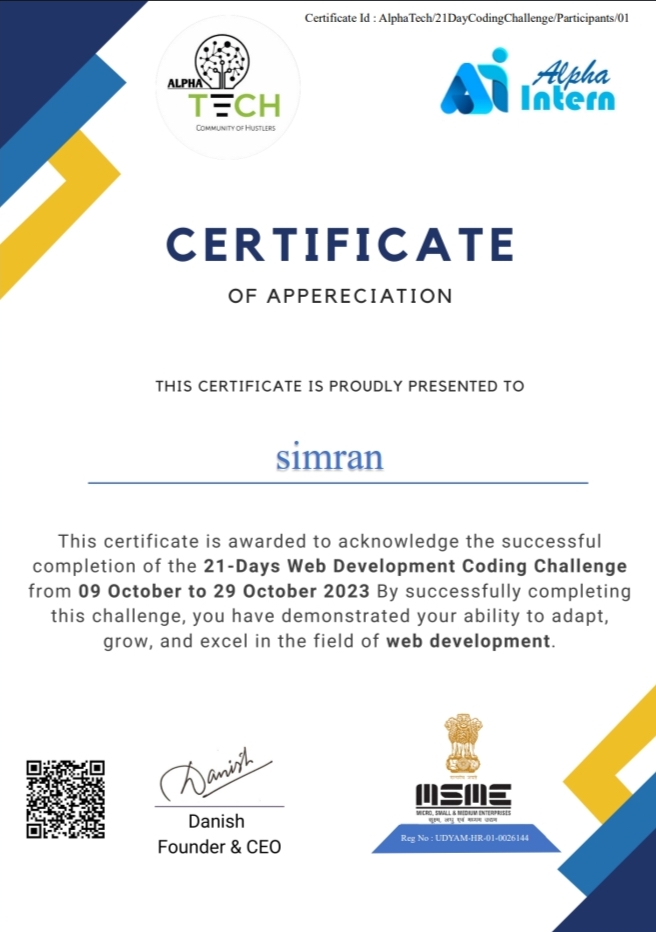 Certificate Id : AlphaTech/21DayCodingChallenge/Participants/01
ALPHA
TECH
COMMUNITY OF HUSTLERS
Ai Alpha
Intern
CERTIFICATE
OF APPERECIATION
THIS CERTIFICATE IS PROUDLY PRESENTED TO
simran
This certificate is awarded to acknowledge the successful
completion of the 21-Days Web Development Coding Challenge
from 09 October to 29 October 2023 By successfully completing
this challenge, you have demonstrated your ability to adapt,
grow, and excel in the field of web development.
Danish
Danish
Founder & CEO
सत्यमेव जयते
MSME
MICRO, SMALL & MEDIUM ENTERPRISES
सूक्ष्म, लघु एवं मध्यम उद्यम
Reg No : UDYAM-HR-01-0026144